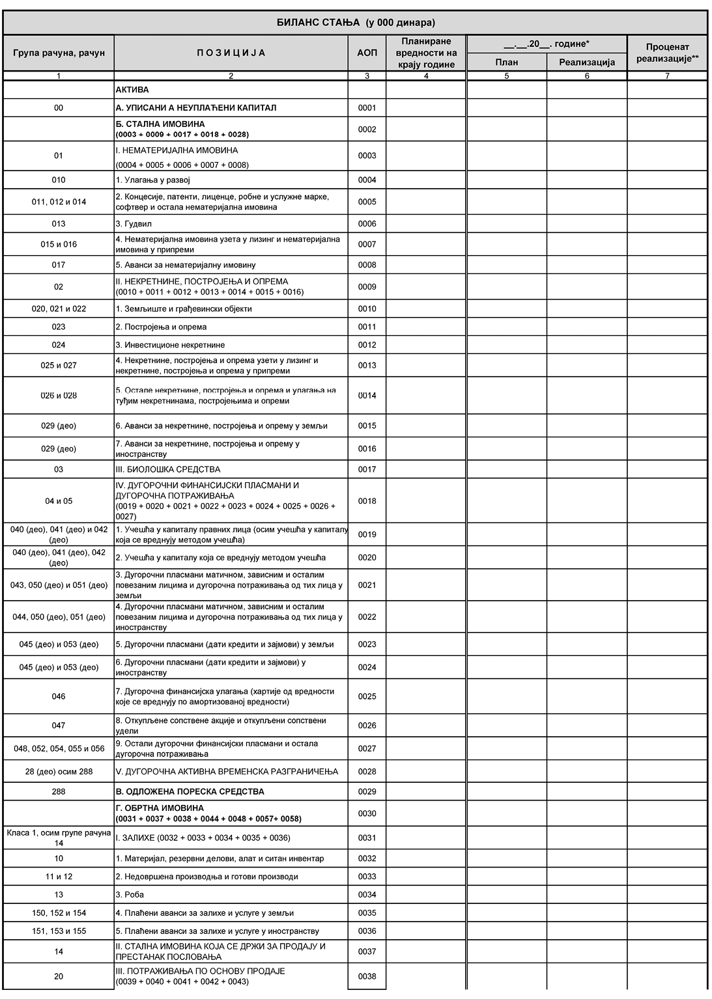 БИЛАНС СТАЊА (у 000 динара)
Група рачуна, рачун
П О З И Ц И Ј А
АОП
Планиране
вредности на
крају године
__.__.20__. године*
План
Реализација
Проценат
реализације**
1 2 3 4 5 6 7
АКТИВА
00 А. УПИСАНИ А НЕУПЛАЋЕНИ КАПИТАЛ 0001
Б. СТАЛНА ИМОВИНА
(0003 + 0009 + 0017 + 0018 + 0028) 0002
01 I. НЕМАТЕРИЈАЛНА ИМОВИНА
(0004 + 0005 + 0006 + 0007 + 0008) 0003
010 1. Улагања у развој 0004
011, 012 и 014 2. Концесије, патенти, лиценце, робне и услужне марке,
софтвер и остала нематеријална имовина 0005
013 3. Гудвил 0006
015 и 016 4. Нематеријална имовина узета у лизинг и нематеријална
имовина у припреми 0007
017 5. Аванси за нематеријалну имовину 0008
02 II. НЕКРЕТНИНЕ, ПОСТРОЈЕЊА И ОПРЕМА
(0010 + 0011 + 0012 + 0013 + 0014 + 0015 + 0016) 0009
020, 021 и 022 1. Земљиште и грађевински објекти 0010
023 2. Постројења и опрема 0011
024 3. Инвестиционе некретнине 0012
025 и 027 4. Некретнине, постројења и опрема узети у лизинг и
некретнине, постројења и опрема у припреми 0013
026 и 028 5. Остале некретнине, постројења и опрема и улагања на
туђим некретнинама, постројењима и опреми 0014
029 (део) 6. Аванси за некретнине, постројења и опрему у земљи 0015
029 (део) 7. Аванси за некретнине, постројења и опрему у
иностранству 0016
03 III. БИОЛОШКА СРЕДСТВА 0017
04 и 05 IV. ДУГОРОЧНИ ФИНАНСИЈСКИ ПЛАСМАНИ И
ДУГОРОЧНА ПОТРАЖИВАЊА
(0019 + 0020 + 0021 + 0022 + 0023 + 0024 + 0025 + 0026 +
0027) 0018
040 (део), 041 (део) и 042
(део) 1. Учешћа у капиталу правних лица (осим учешћа у капиталу
која се вреднују методом учешћа) 0019
040 (део), 041 (део), 042
(део) 2. Учешћа у капиталу која се вреднују методом учешћа 0020
043, 050 (део) и 051 (део) 3. Дугорочни пласмани матичном, зависним и осталим
повезаним лицима и дугорочна потраживања од тих лица у
земљи 0021
044, 050 (део), 051 (део) 4. Дугорочни пласмани матичном, зависним и осталим
повезаним лицима и дугорочна потраживања од тих лица у
иностранству 0022
045 (део) и 053 (део) 5. Дугорочни пласмани (дати кредити и зајмови) у земљи 0023
045 (део) и 053 (део) 6. Дугорочни пласмани (дати кредити и зајмови) у
иностранству 0024
046 7. Дугорочна финансијска улагања (хартије од вредности
које се вреднују по амортизованој вредности) 0025
047 8. Откупљене сопствене акције и откупљени сопствени
удели 0026
048, 052, 054, 055 и 056 9. Остали дугорочни финансијски пласмани и остала
дугорочна потраживања 0027
28 (део) осим 288 V. ДУГОРОЧНА АКТИВНА ВРЕМЕНСКА РАЗГРАНИЧЕЊА 0028
288 В. ОДЛОЖЕНА ПОРЕСКА СРЕДСТВА 0029
Г. ОБРТНА ИМОВИНА
(0031 + 0037 + 0038 + 0044 + 0048 + 0057+ 0058) 0030
Класа 1, осим групе рачуна
14 I. ЗАЛИХЕ (0032 + 0033 + 0034 + 0035 + 0036) 0031
10 1. Материјал, резервни делови, алат и ситан инвентар 0032
11 и 12 2. Недовршена производња и готови производи 0033
13 3. Роба 0034
150, 152 и 154 4. Плаћени аванси за залихе и услуге у земљи 0035
151, 153 и 155 5. Плаћени аванси за залихе и услуге у иностранству 0036
14 II. СТАЛНА ИМОВИНА КОЈА СЕ ДРЖИ ЗА ПРОДАЈУ И
ПРЕСТАНАК ПОСЛОВАЊА 0037
20 III. ПОТРАЖИВАЊА ПО ОСНОВУ ПРОДАЈЕ
(0039 + 0040 + 0041 + 0042 + 0043) 0038